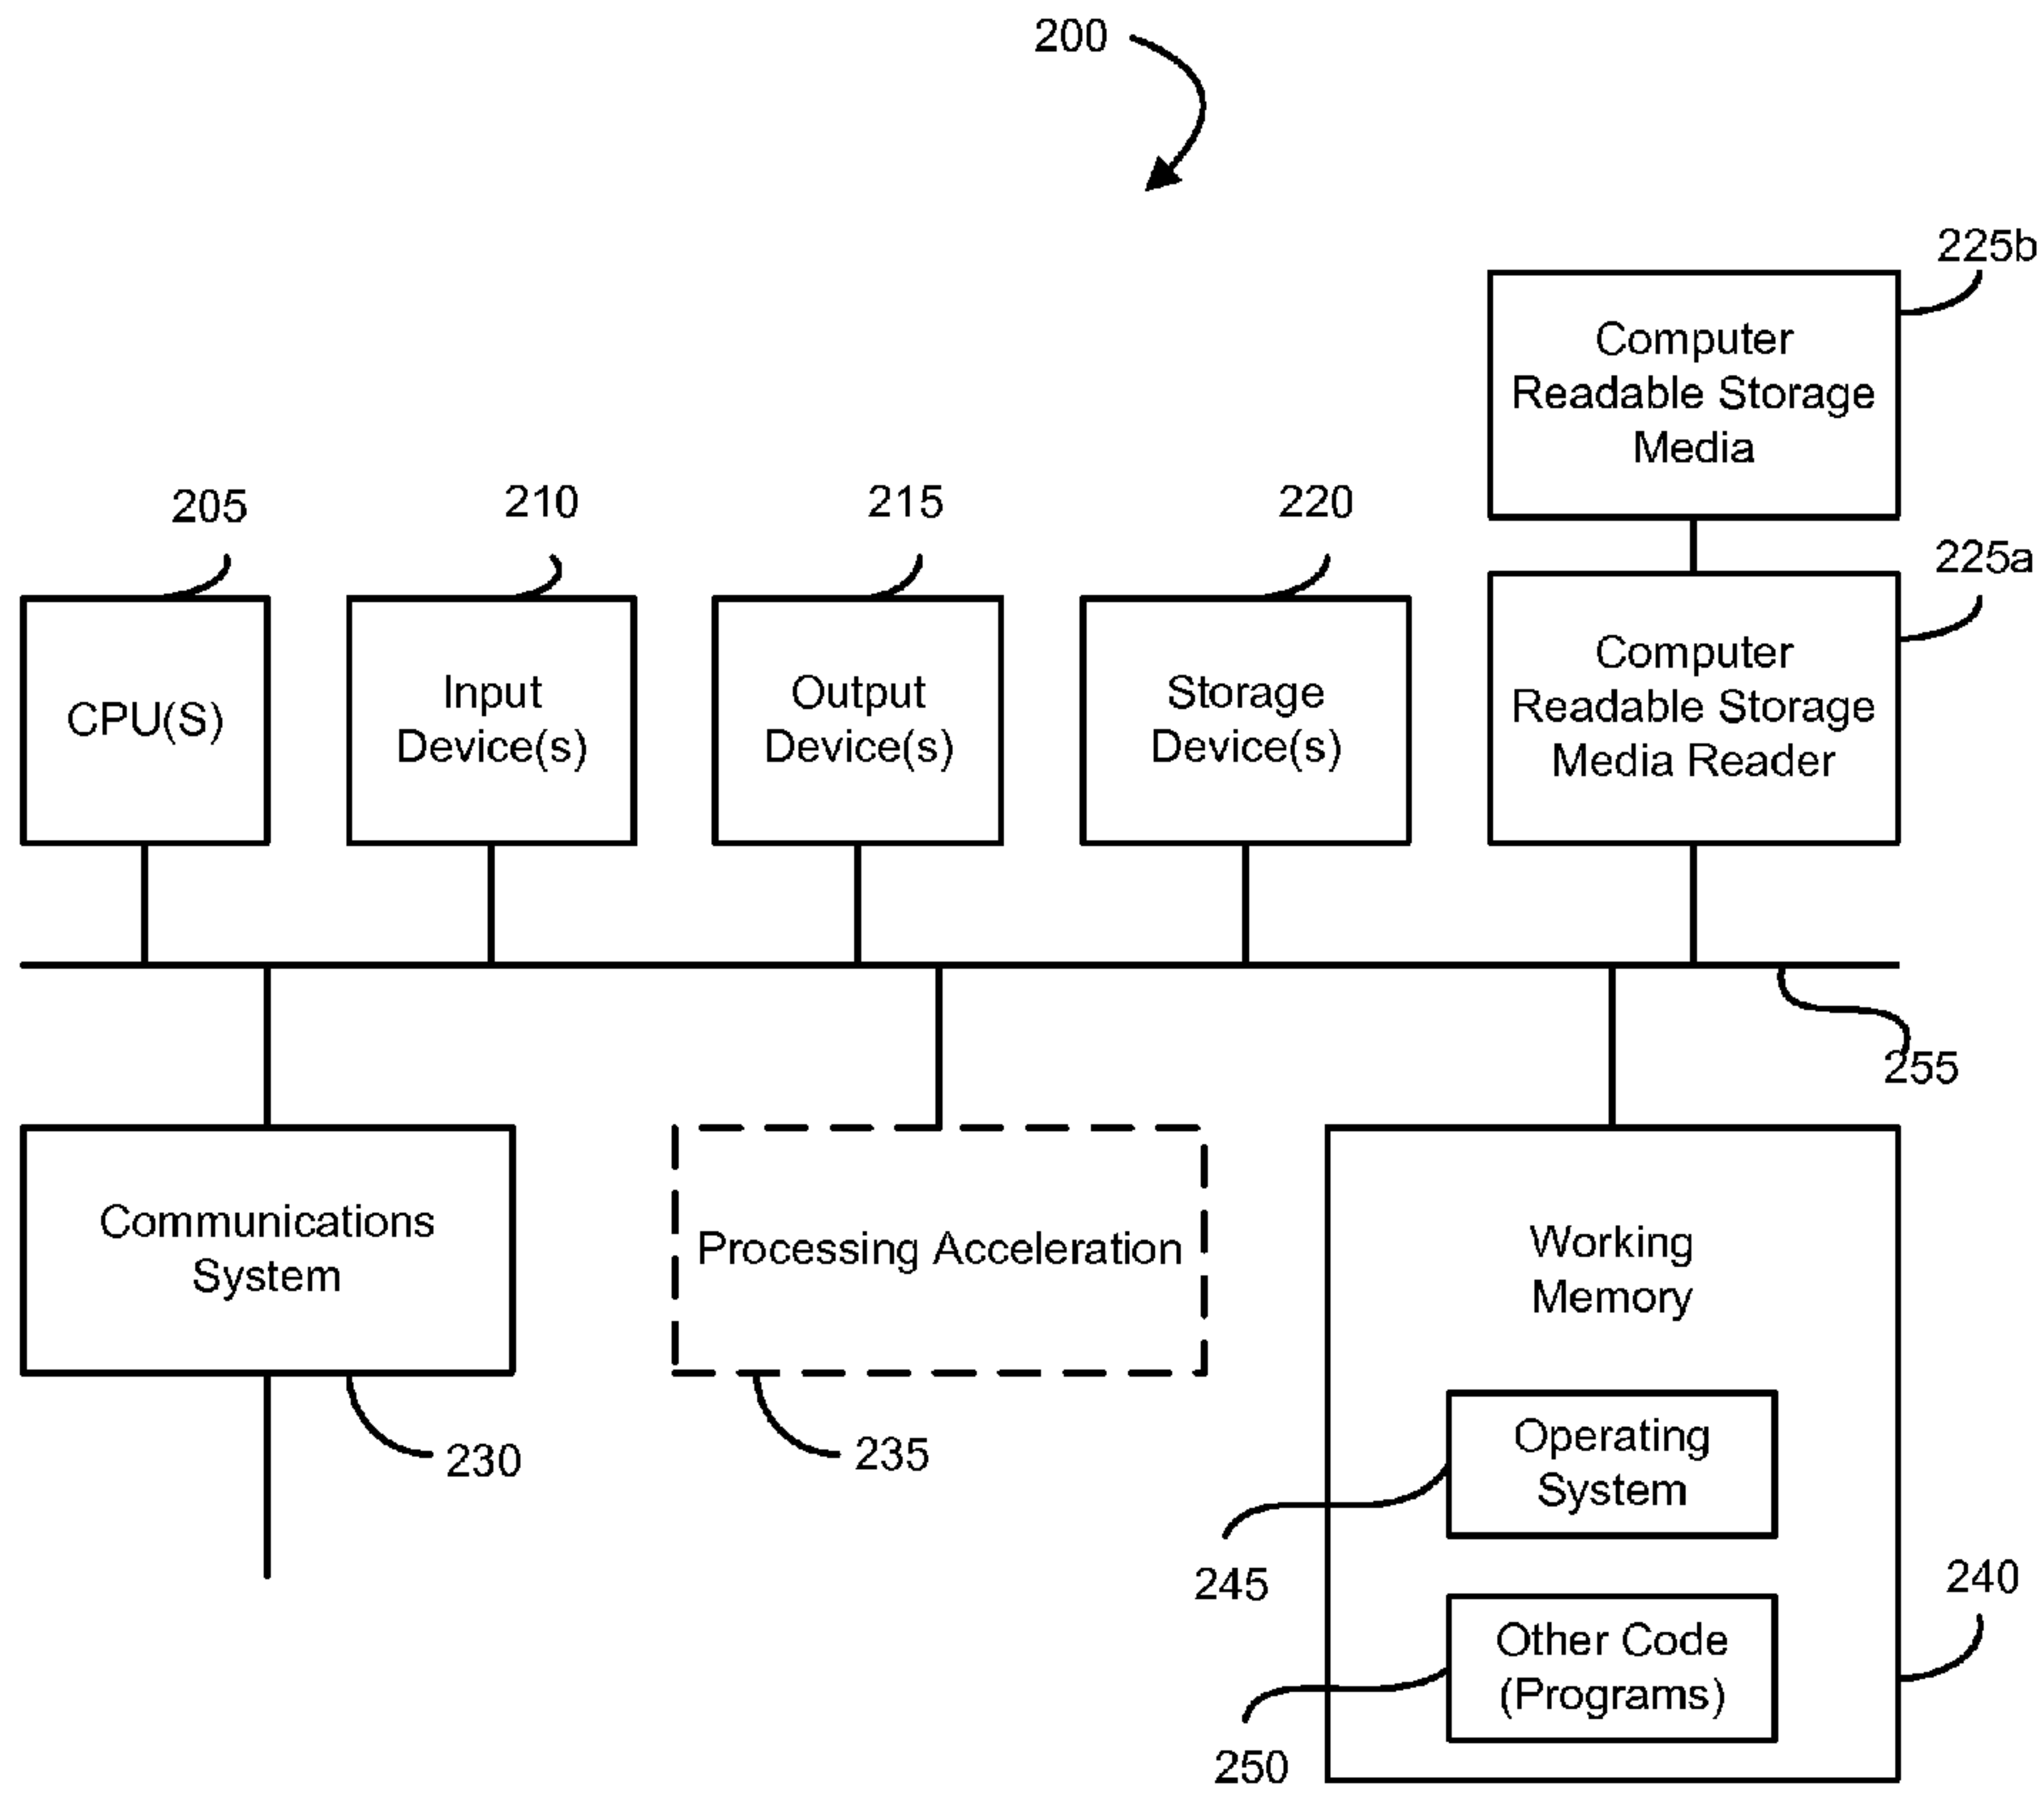 200
225b
Computer
Readable Storage
Media
205
210
215
220
225a
CPU(S)
Input
Device(s)
Output
Device(s)
Storage
Device(s)
Computer
Readable Storage
Media Reader
255
Communications
System
Processing Acceleration
Working
Memory
230
235
Operating
System
245
240
Other Code
(Programs)
250